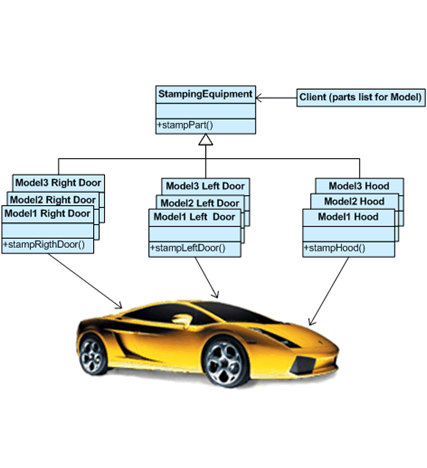 StampingEquipment
+stampPart()
Client (parts list for Model)
Model3 Right Door
Model2 Right Door
Model1 Right Door
+stampRigthDoor()
Model3 Left Door
Model2 Left Door
Model1 Left Door
+stampLeftDoor()
Model3 Hood
Model2 Hood
Model1 Hood
+stampHood()